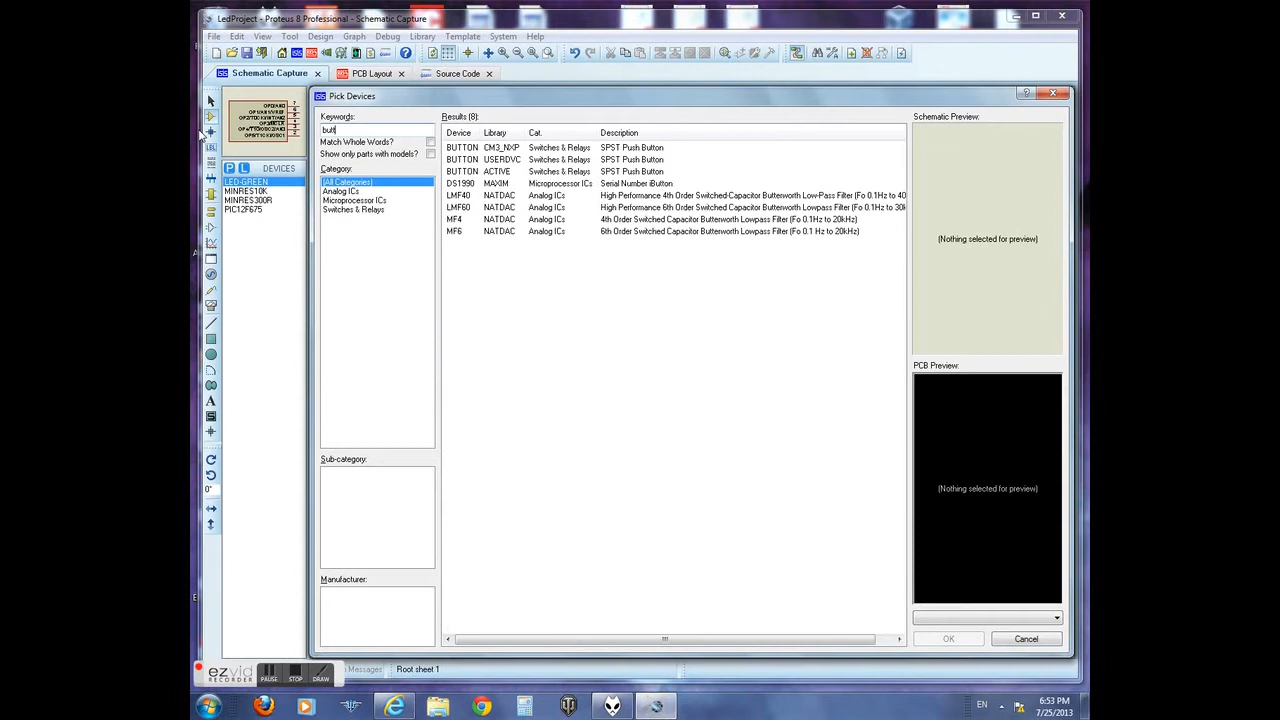 LedProject - Proteus 8 Professional - Schematic Capture
File Edit View Tool Design Graph Debug Library Template System Help
Schematic Capture PCB Layout Source Code
Pick Devices
Keywords:
butt
Match Whole Words?
Show only parts with models?
Category:
(All Categories)
Analog ICs
Microprocessor ICs
Switches & Relays
Sub-category:
Manufacturer:
Results (8):
Device Library Cat. Description
BUTTON CM3_NXP Switches & Relays SPST Push Button
BUTTON USERDVC Switches & Relays SPST Push Button
BUTTON ACTIVE Switches & Relays SPST Push Button
DS1990 MAXIM Microprocessor ICs Serial Number iButton
LMF40 NATDAC Analog ICs High Performance 4th Order Switched-Capacitor Butterworth Low-Pass Filter (Fo 0.1Hz to 40
LMF60 NATDAC Analog ICs High Performance 6th Order Switched-Capacitor Butterworth Lowpass Filter (Fo 0.1Hz to 30k
MF4 NATDAC Analog ICs 4th Order Switched Capacitor Butterworth Lowpass Filter (Fo 0.1Hz to 20kHz)
MF6 NATDAC Analog ICs 6th Order Switched Capacitor Butterworth Lowpass Filter (Fo 0.1 Hz to 20kHz)
Schematic Preview:
(Nothing selected for preview)
PCB Preview:
(Nothing selected for preview)
OK Cancel
P L DEVICES
LED-GREEN
MINRES10K
MINRES300R
PIC12F675
LBL
A
S
0°
ezvid
RECORDER
PAUSE STOP DRAW
Messages Root sheet 1
EN
6:53 PM
7/25/2013